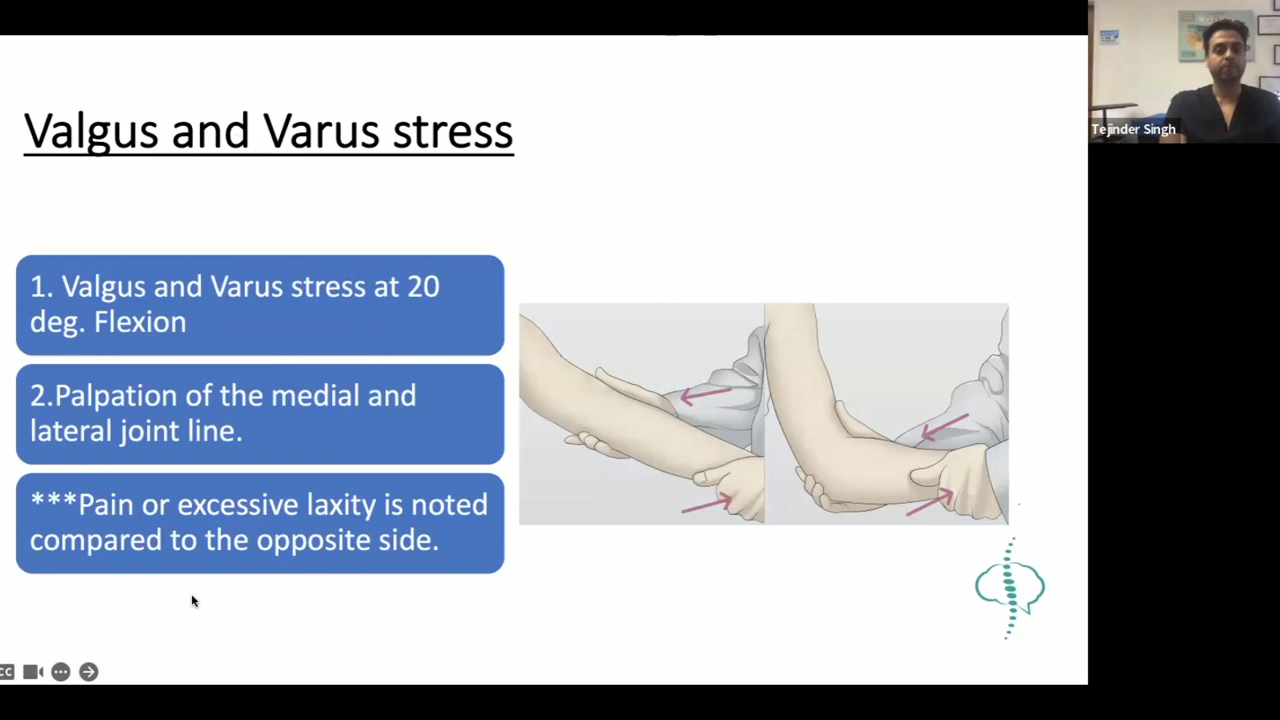 Valgus and Varus stress
1. Valgus and Varus stress at 20
deg. Flexion
2.Palpation of the medial and
lateral joint line.
***Pain or excessive laxity is noted
compared to the opposite side.
Tejinder Singh
CC